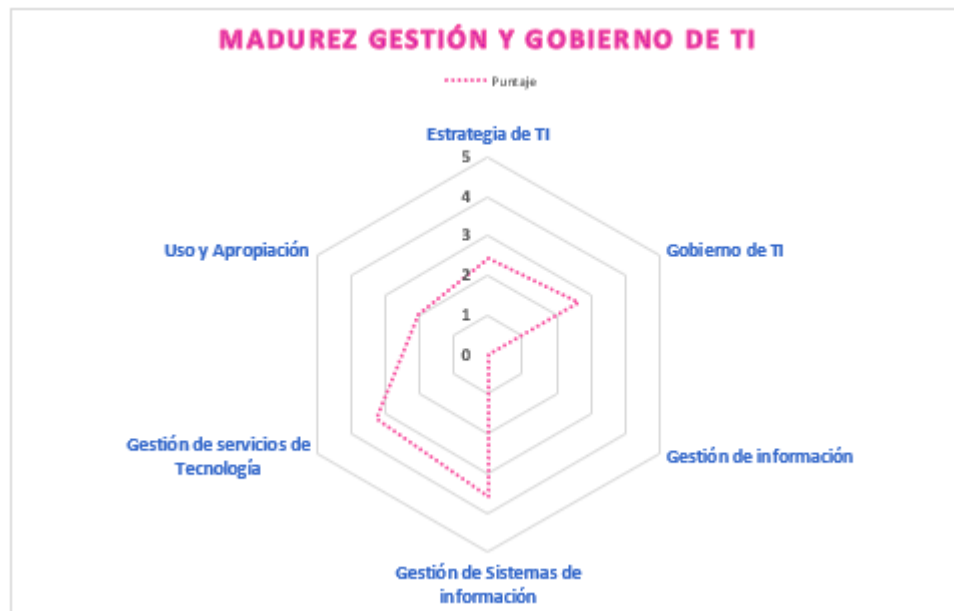 MADUREZ GESTIÓN Y GOBIERNO DE TI
Puntaje
Estrategia de TI
5
4
3
2
1
0
Uso y Apropiación
Gobierno de TI
Gestión de servicios de
Tecnología
Gestión de información
Gestión de Sistemas de
información